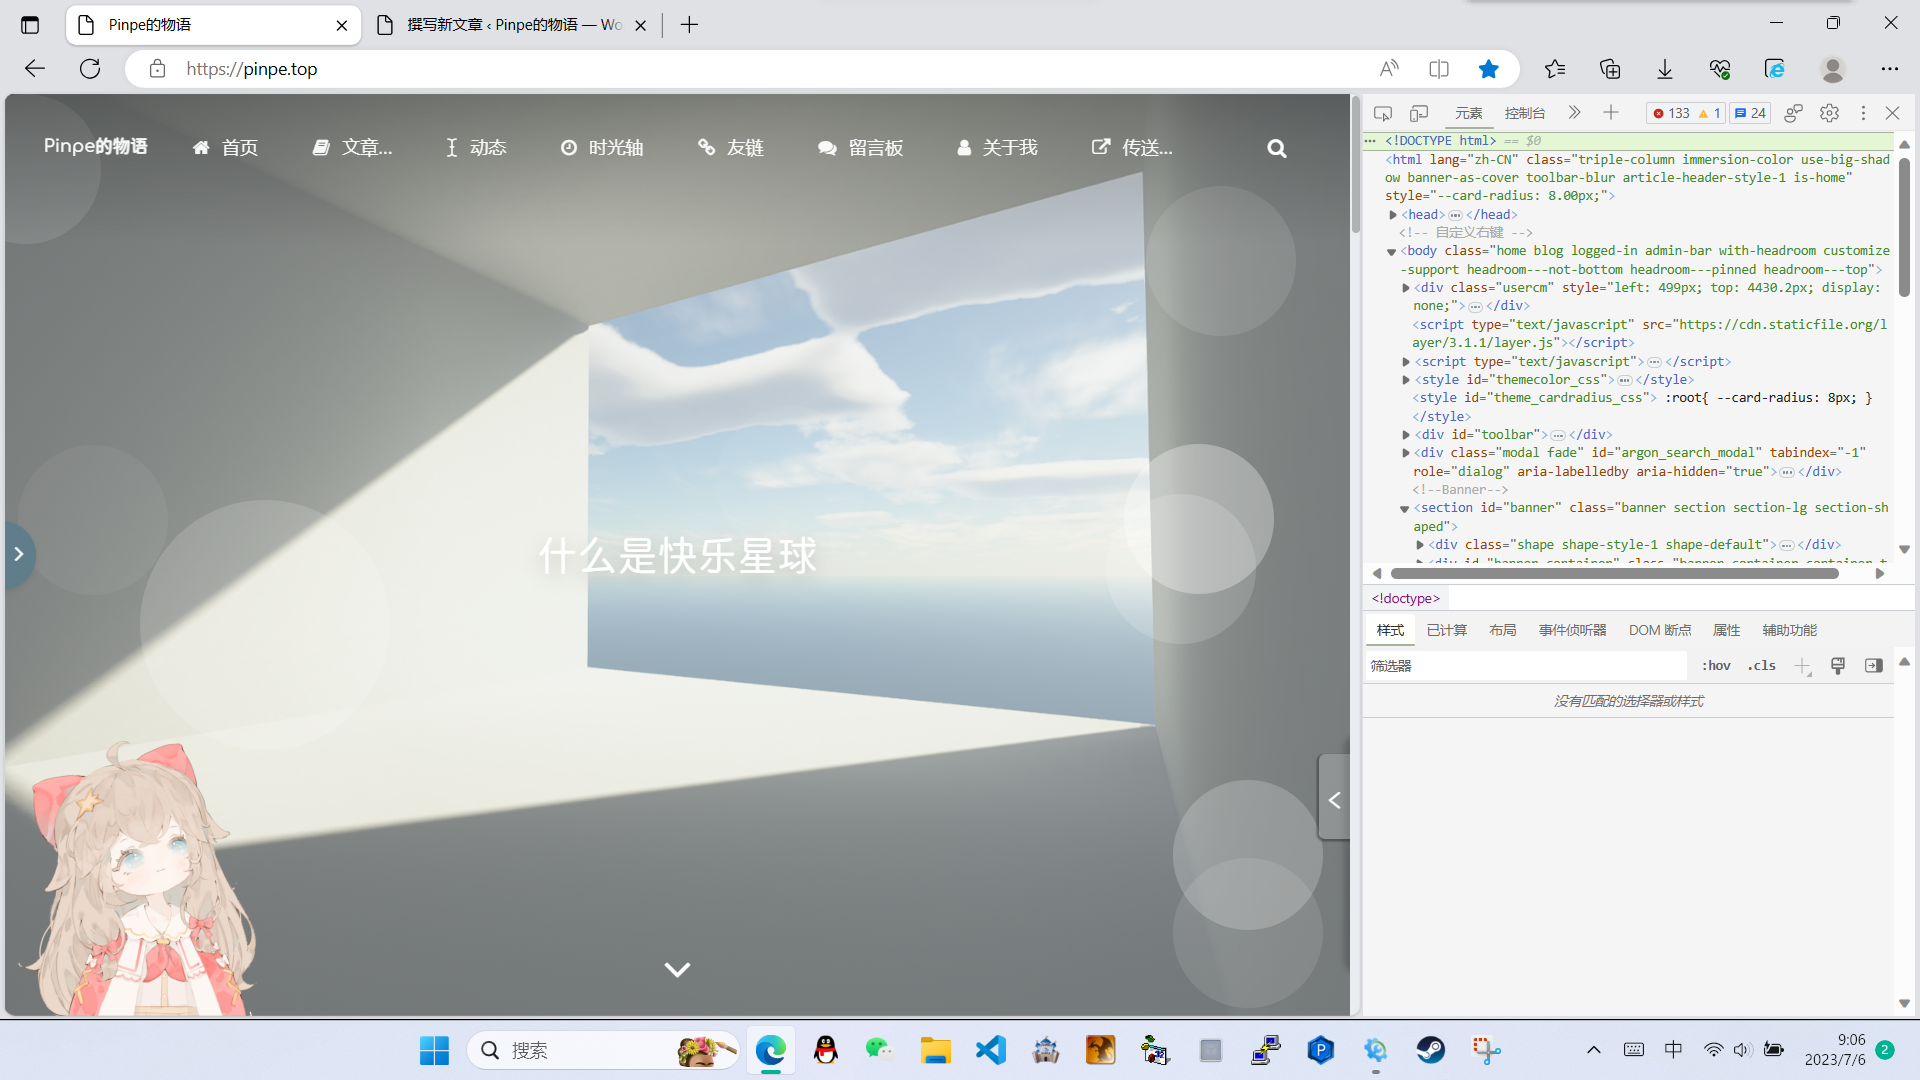 Pinpe的物语
撰写新文章 ‹ Pinpe的物语 — Wo
https://pinpe.top
Pinpe的物语
首页
文章...
动态
时光轴
友链
留言板
关于我
传送...
什么是快乐星球
元素
控制台
133
1
24
<!DOCTYPE html> == $0
<html lang="zh-CN" class="triple-column immersion-color use-big-shad
ow banner-as-cover toolbar-blur article-header-style-1 is-home"
style="--card-radius: 8.00px;">
<head> ··· </head>
<!-- 自定义右键 -->
<body class="home blog logged-in admin-bar with-headroom customize
-support headroom---not-bottom headroom---pinned headroom---top">
<div class="usercm" style="left: 499px; top: 4430.2px; display:
none;"> ··· </div>
<script type="text/javascript" src="https://cdn.staticfile.org/l
ayer/3.1.1/layer.js"></script>
<script type="text/javascript"> ··· </script>
<style id="themecolor_css"> ··· </style>
<style id="theme_cardradius_css"> :root{ --card-radius: 8px; }
</style>
<div id="toolbar"> ··· </div>
<div class="modal fade" id="argon_search_modal" tabindex="-1"
role="dialog" aria-labelledby aria-hidden="true"> ··· </div>
<!--Banner-->
<section id="banner" class="banner section section-lg section-sh
aped">
<div class="shape shape-style-1 shape-default"> ··· </div>
<div id="banner_container" class="banner-container container-t
<!doctype>
样式
已计算
布局
事件侦听器
DOM 断点
属性
辅助功能
筛选器
:hov
.cls
没有匹配的选择器或样式
搜索
中
9:06
2023/7/6
2